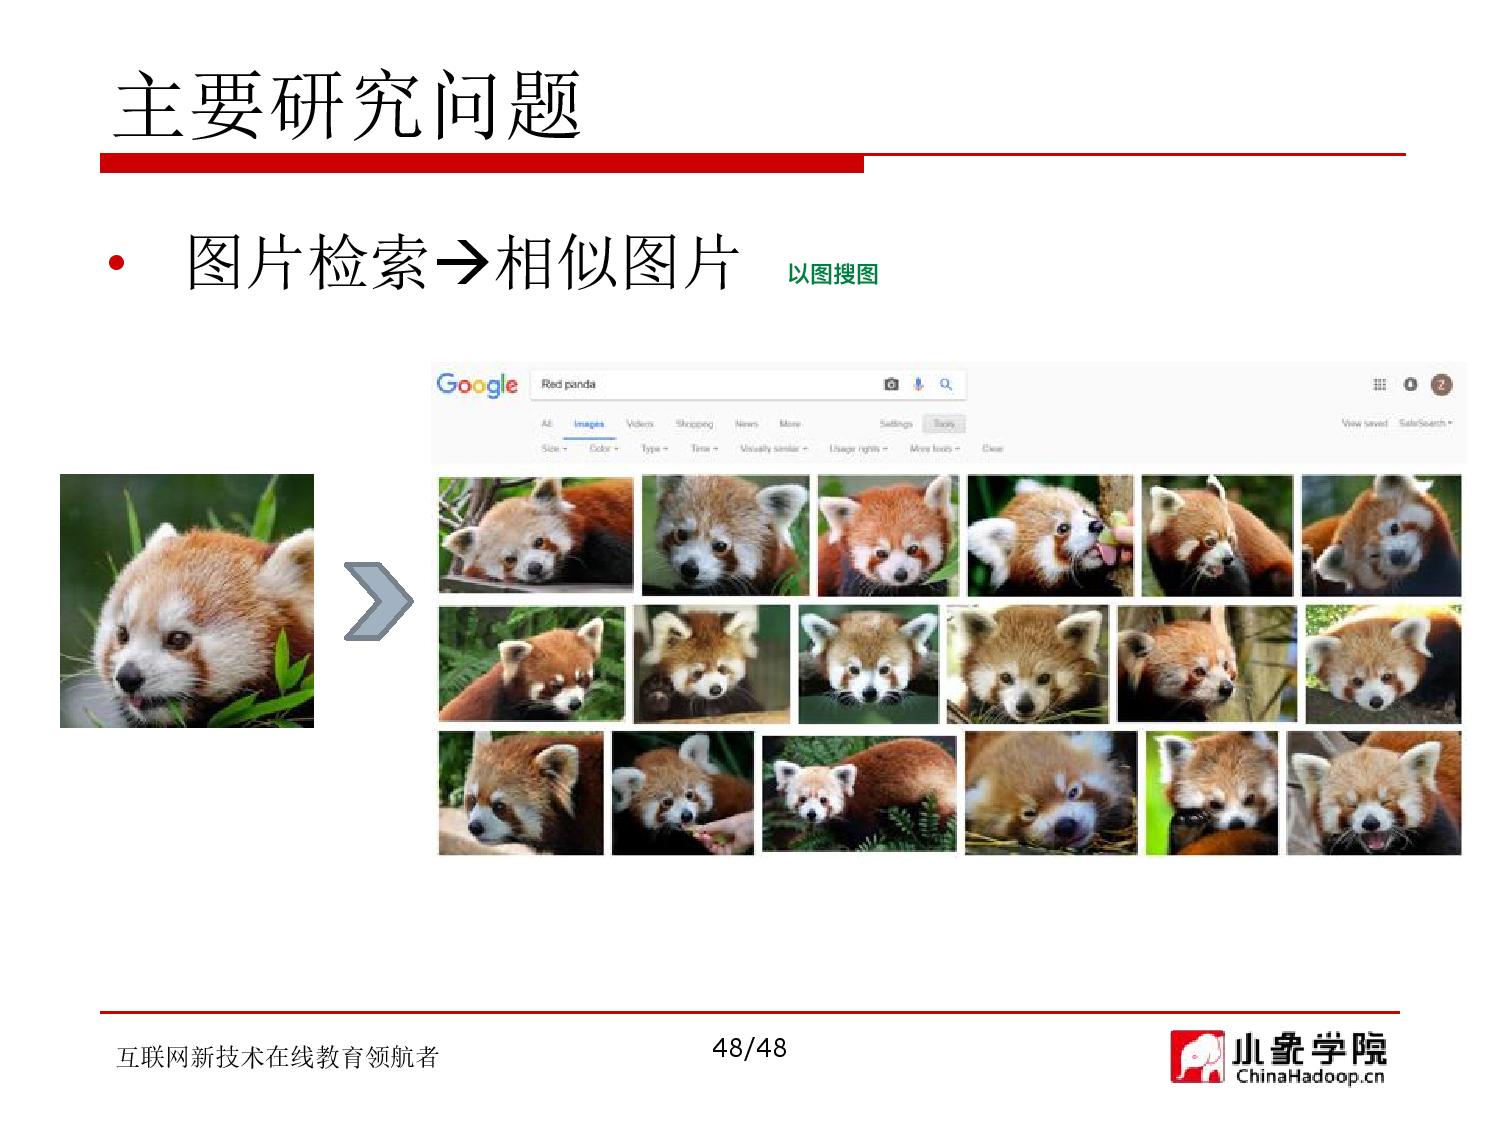 主要研究问题
• 图片检索→相似图片 以图搜图
Google Red panda Z
All Images Videos Shopping News More Settings Tools View saved SafeSearch
Size Color Type Time Visually similar Usage rights More tools Clear
互联网新技术在线教育领航者
48/48
小象学院
ChinaHadoop.cn